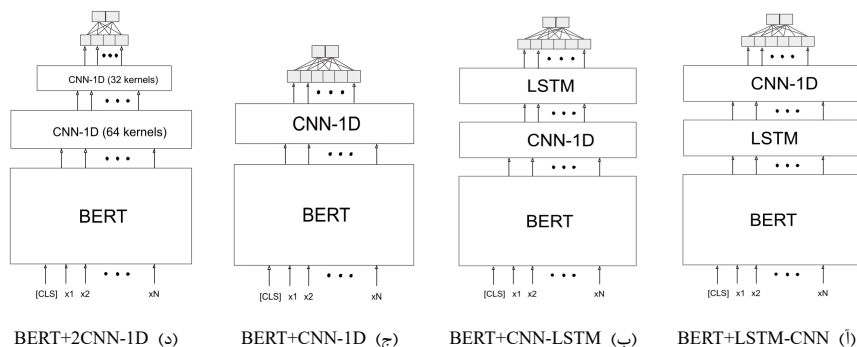 CNN-1D (32 kernels)
CNN-1D (64 kernels)
BERT
[CLS] x1 x2 xN
BERT+2CNN-1D (د)
CNN-1D
BERT
[CLS] x1 x2 xN
BERT+CNN-1D (ج)
LSTM
CNN-1D
BERT
[CLS] x1 x2 xN
BERT+CNN-LSTM (ب)
CNN-1D
LSTM
BERT
[CLS] x1 x2 xN
BERT+LSTM-CNN (آ)